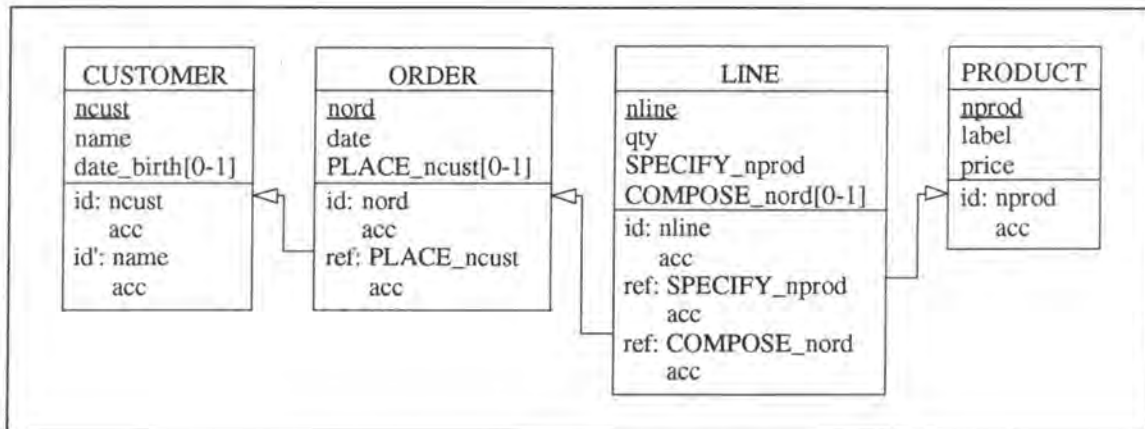 CUSTOMER
ncust
name
date_birth[0-1]
id: ncust
acc
id': name
acc
ORDER
nord
date
PLACE_ncust[0-1]
id: nord
acc
ref: PLACE_ncust
acc
LINE
nline
qty
SPECIFY_nprod
COMPOSE_nord[0-1]
id: nline
acc
ref: SPECIFY_nprod
acc
ref: COMPOSE_nord
acc
PRODUCT
nprod
label
price
id: nprod
acc